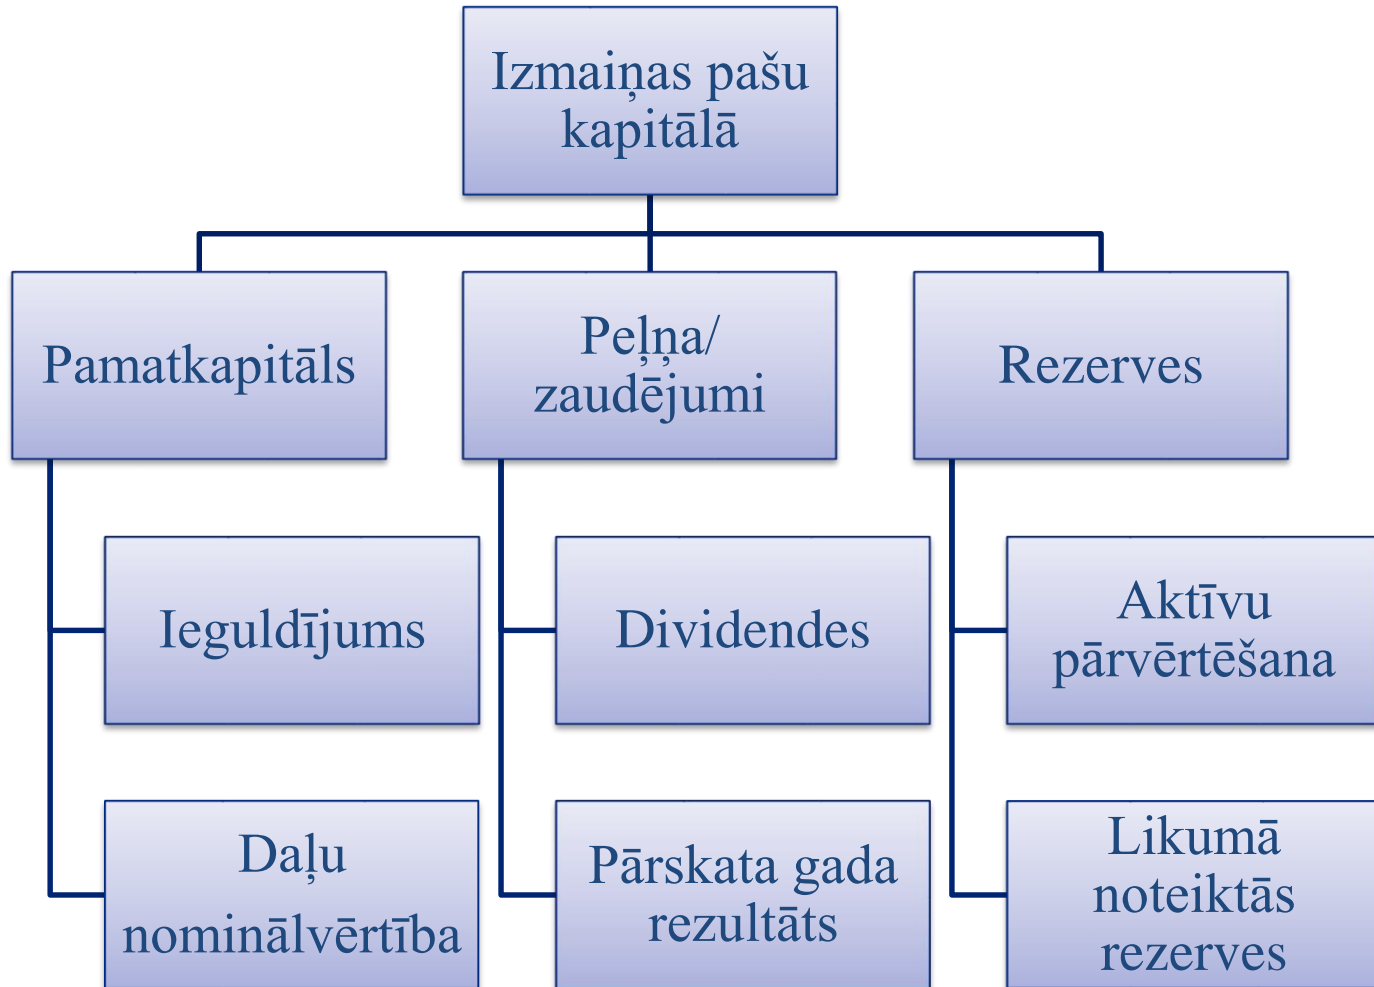 Izmaiņas pašu
kapitālā
Pamatkapitāls
Peļņa/
zaudējumi
Rezerves
Ieguldījums
Dividendes
Aktīvu
pārvērtēšana
Daļu
nominālvērtība
Pārskata gada
rezultāts
Likumā
noteiktās
rezerves